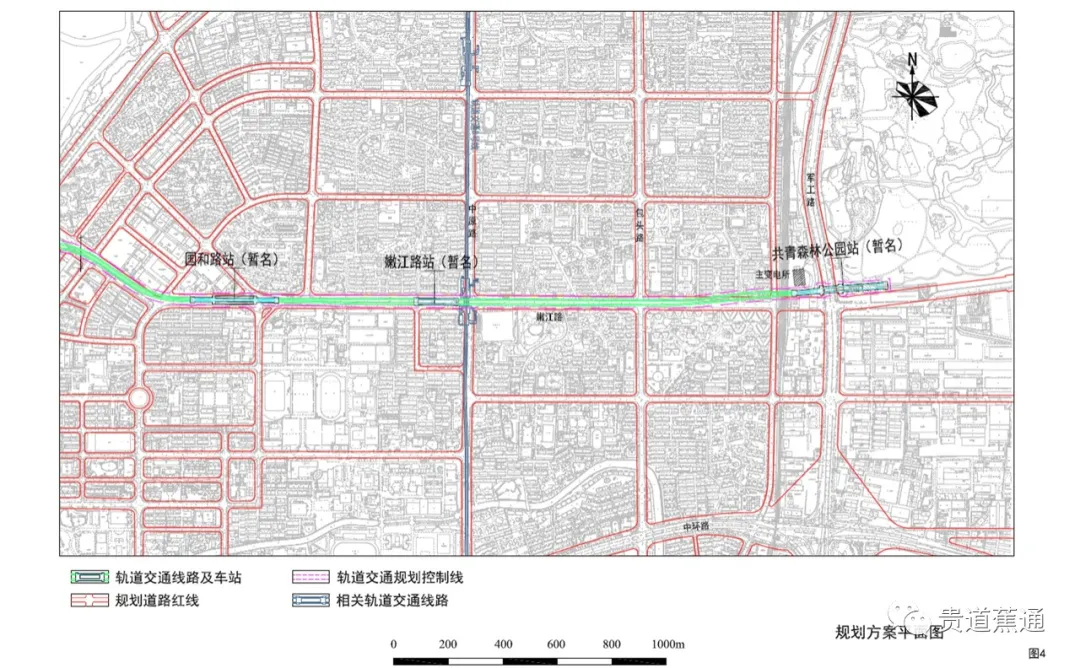 N
军工路
中原路
包头路
国和路站（暂名）
嫩江路站（暂名）
共青森林公园站（暂名）
主变电所
嫩江路
中环路
轨道交通线路及车站
轨道交通规划控制线
规划道路红线
相关轨道交通线路
0 200 400 600 800 1000m
规划方案平面图
贵道蕉通
图4